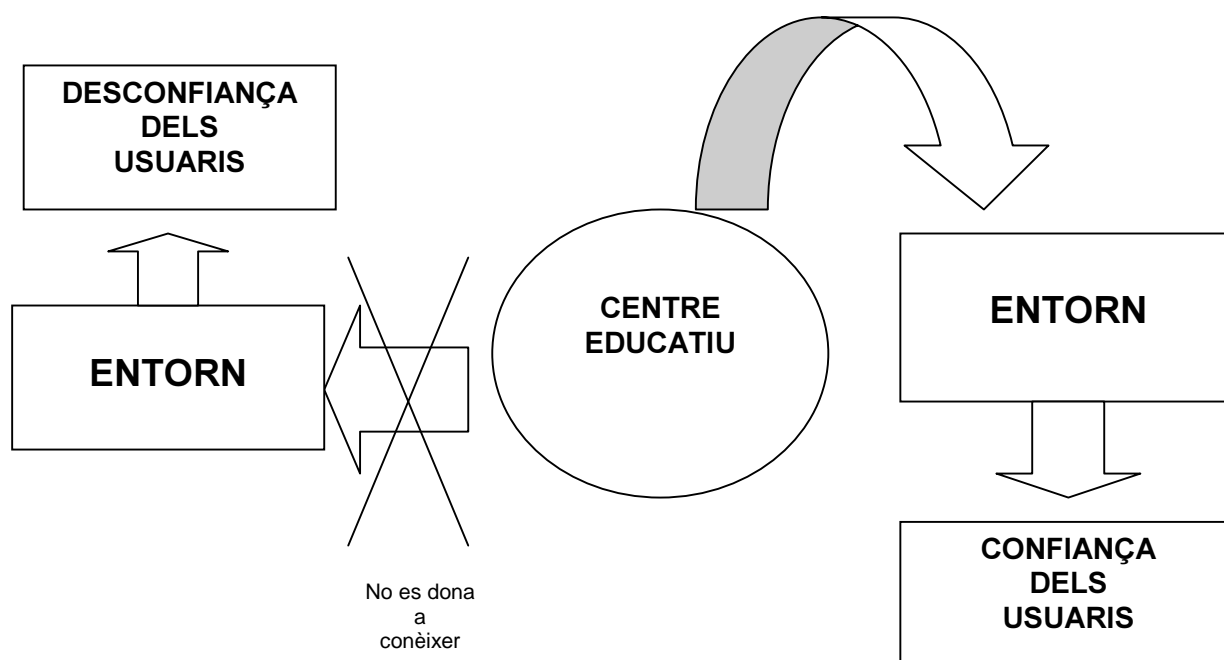 DESCONFIANÇA
DELS
USUARIS
ENTORN
No es dona
a
conèixer
CENTRE
EDUCATIU
ENTORN
CONFIANÇA
DELS
USUARIS